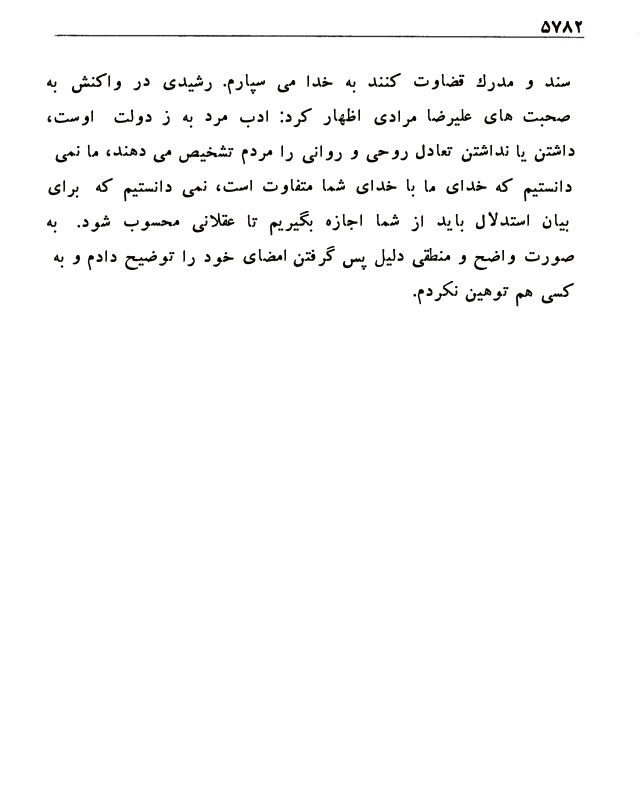 ۵۷۸۲
سند و مدرك قضاوت كنند به خدا می سپارم. رشیدی در واكنش به
صحبت های علیرضا مرادی اظهار كرد: ادب مرد به ز دولت اوست،
داشتن یا نداشتن تعادل روحی و روانی را مردم تشخیص می دهند، ما نمی
دانستیم كه خدای ما با خدای شما متفاوت است، نمی دانستیم كه برای
بیان استدلال باید از شما اجازه بگیریم تا عقلانی محسوب شود. به
صورت واضح و منطقی دلیل پس گرفتن امضای خود را توضیح دادم و به
كسی هم توهین نكردم.